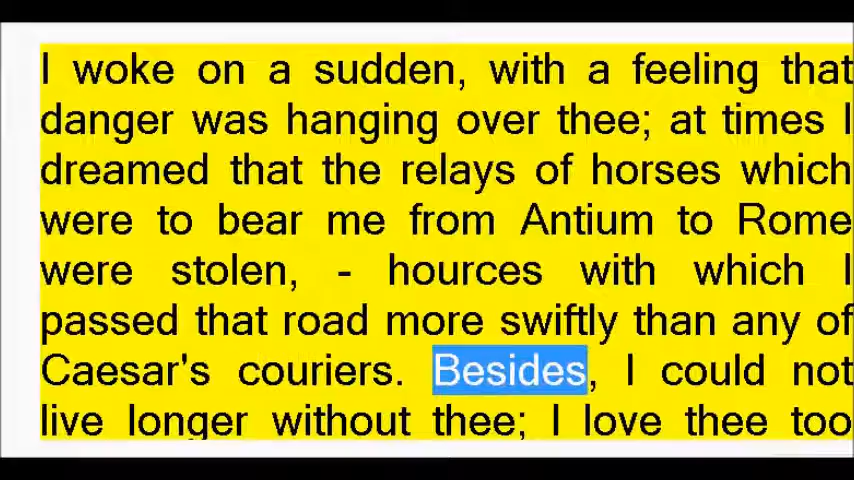 I woke on a sudden, with a feeling that
danger was hanging over thee; at times I
dreamed that the relays of horses which
were to bear me from Antium to Rome
were stolen, - hources with which I
passed that road more swiftly than any of
Caesar's couriers. Besides, I could not
live longer without thee; I love thee too